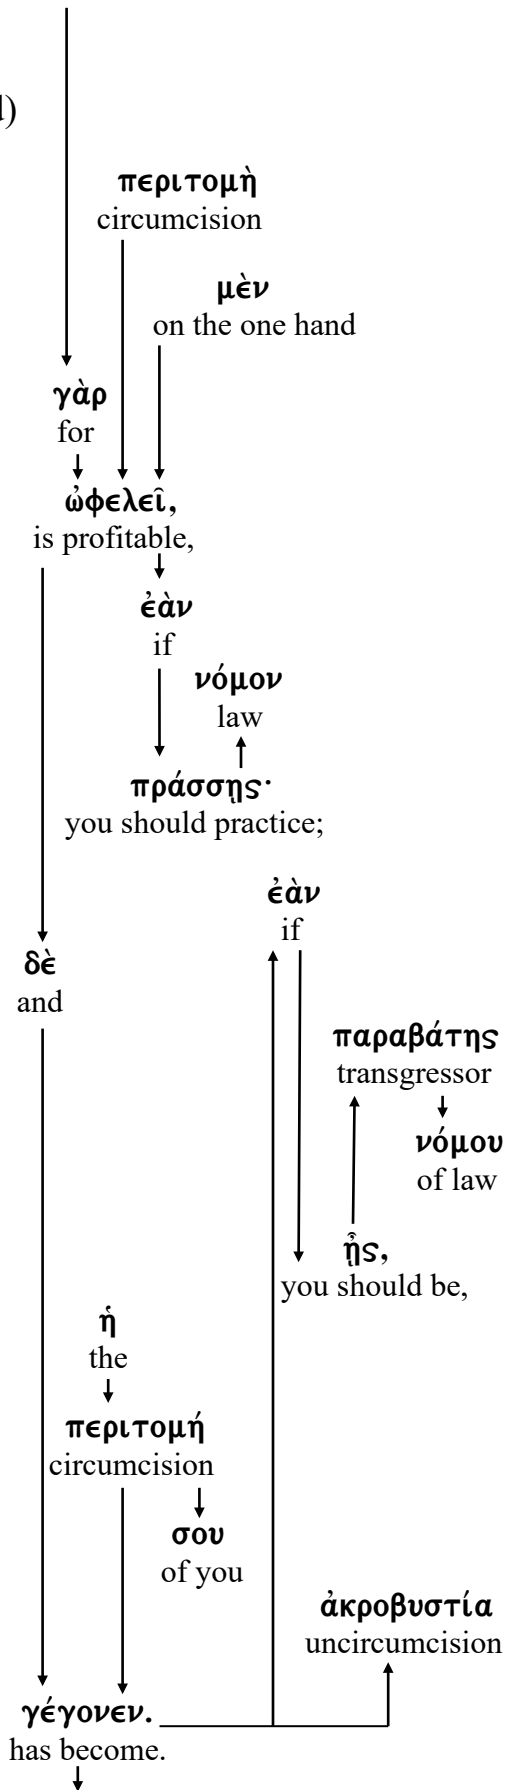 d)
περιτομὴ
circumcision
μὲν
on the one hand
γὰρ
for
ὠφελεῖ,
is profitable,
ἐὰν
if
νόμον
law
πράσσῃς·
you should practice;
ἐὰν
if
δὲ
and
παραβάτης
transgressor
νόμου
of law
ᾖς,
you should be,
ἡ
the
περιτομή
circumcision
σου
of you
ἀκροβυστία
uncircumcision
γέγονεν.
has become.